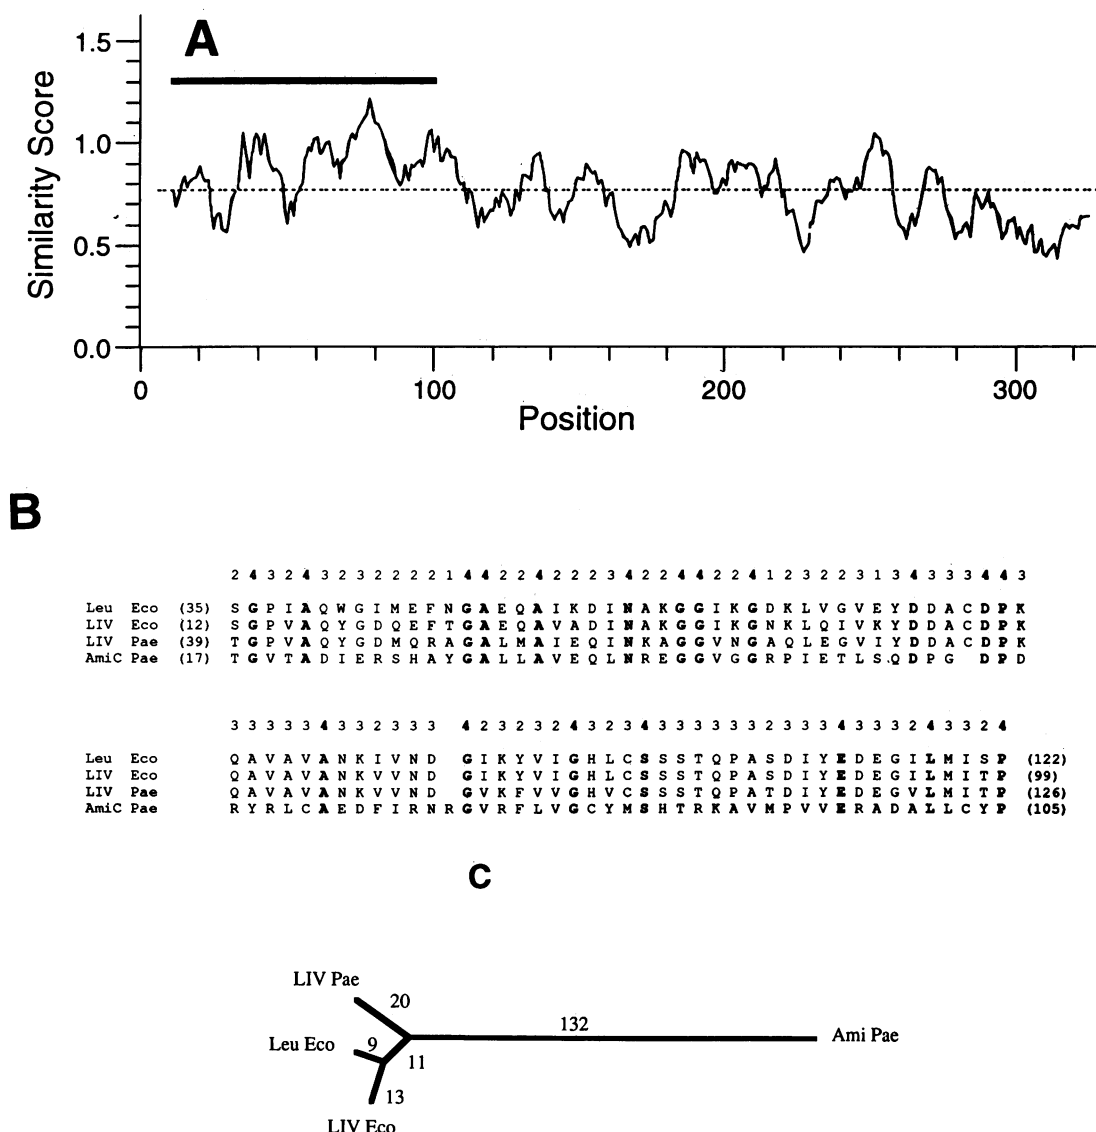 A
1.5
1.0
0.5
0.0
Similarity Score
0 100 200 300
Position
B
2 4 3 2 4 3 2 3 2 2 2 1 4 4 2 2 4 2 2 2 3 4 2 2 4 4 2 2 4 1 2 3 2 2 3 1 3 4 3 3 3 4 4 3
Leu Eco (35) S G P I A Q W G I M E F N G A E Q A I K D I N A K G G I K G D K L V G V E Y D D A C D P K
LIV Eco (12) S G P V A Q Y G D Q E F T G A E Q A V A D I N A K G G I K G N K L Q I V K Y D D A C D P K
LIV Pae (39) T G P V A Q Y G D M Q R A G A L M A I E Q I N K A G G V N G A Q L E G V I Y D D A C D P K
AmiC Pae (17) T G V T A D I E R S H A Y G A L L A V E Q L N R E G G V G G R P I E T L S Q D P G D P D
3 3 3 3 3 4 3 3 2 3 3 3 4 2 3 2 3 2 4 3 2 3 4 3 3 3 3 3 3 2 3 3 3 4 3 3 3 2 4 3 3 2 4
Leu Eco Q A V A V A N K I V N D G I K Y V I G H L C S S S T Q P A S D I Y E D E G I L M I S P (122)
LIV Eco Q A V A V A N K V V N D G I K Y V I G H L C S S S T Q P A S D I Y E D E G I L M I T P (99)
LIV Pae Q A V A V A N K V V N D G V K F V V G H V C S S S T Q P A T D I Y E D E G V L M I T P (126)
AmiC Pae R Y R L C A E D F I R N R G V R F L V G C Y M S H T R K A V M P V V E R A D A L L C Y P (105)
C
LIV Pae
20
132
Ami Pae
Leu Eco
9
11
13
LIV Eco